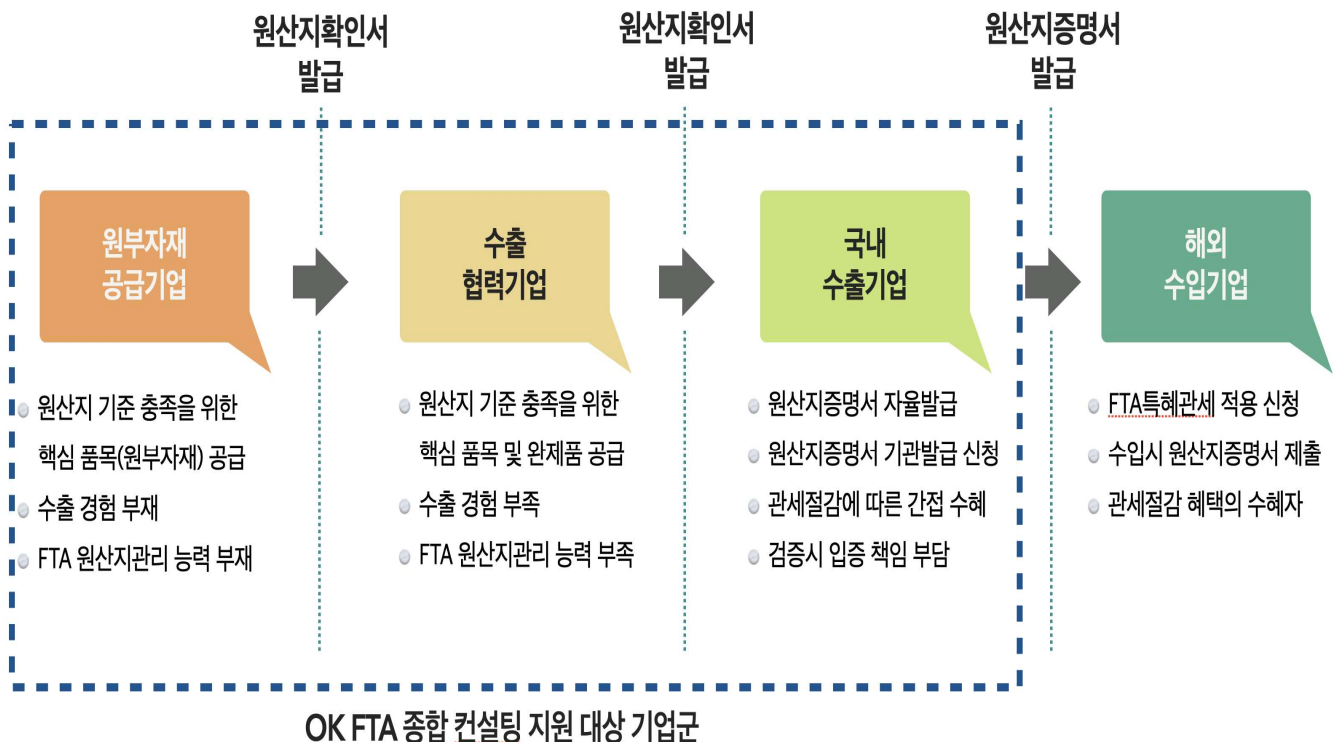 원산지확인서
발급
원산지확인서
발급
원산지증명서
발급
원부자재
공급기업
수출
협력기업
국내
수출기업
해외
수입기업
원산지 기준 충족을 위한
핵심 품목(원부자재) 공급
수출 경험 부재
FTA 원산지관리 능력 부재
원산지 기준 충족을 위한
핵심 품목 및 완제품 공급
수출 경험 부족
FTA 원산지관리 능력 부족
원산지증명서 자율발급
원산지증명서 기관발급 신청
관세절감에 따른 간접 수혜
검증시 입증 책임 부담
FTA특혜관세 적용 신청
수입시 원산지증명서 제출
관세절감 혜택의 수혜자
OK FTA 종합 컨설팅 지원 대상 기업군